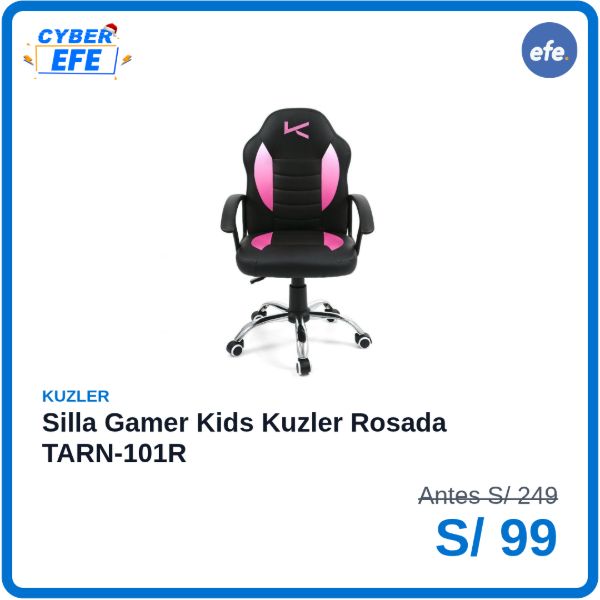 CYBER
EFE
efe.
KUZLER
Silla Gamer Kids Kuzler Rosada
TARN-101R
Antes S/ 249
S/ 99